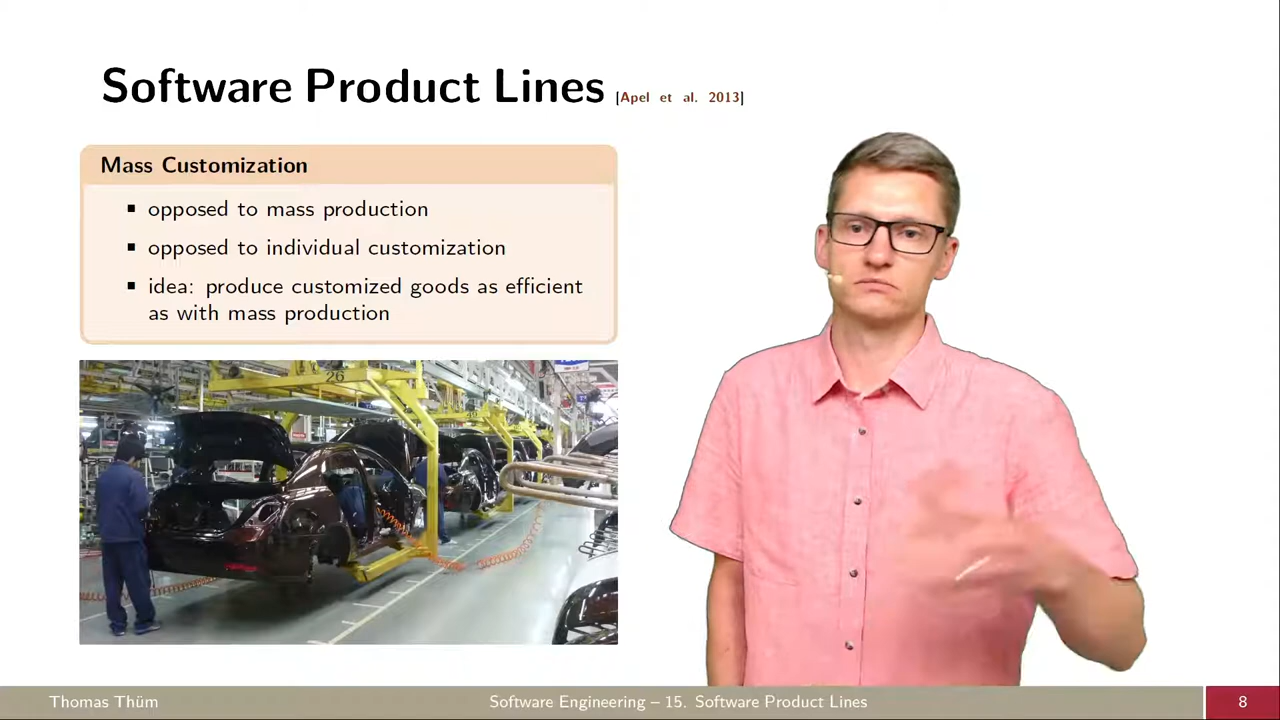 Software Product Lines [Apel et al. 2013]
Mass Customization
▪ opposed to mass production
▪ opposed to individual customization
▪ idea: produce customized goods as efficient
as with mass production
26
Thomas Thüm
Software Engineering – 15. Software Product Lines
8